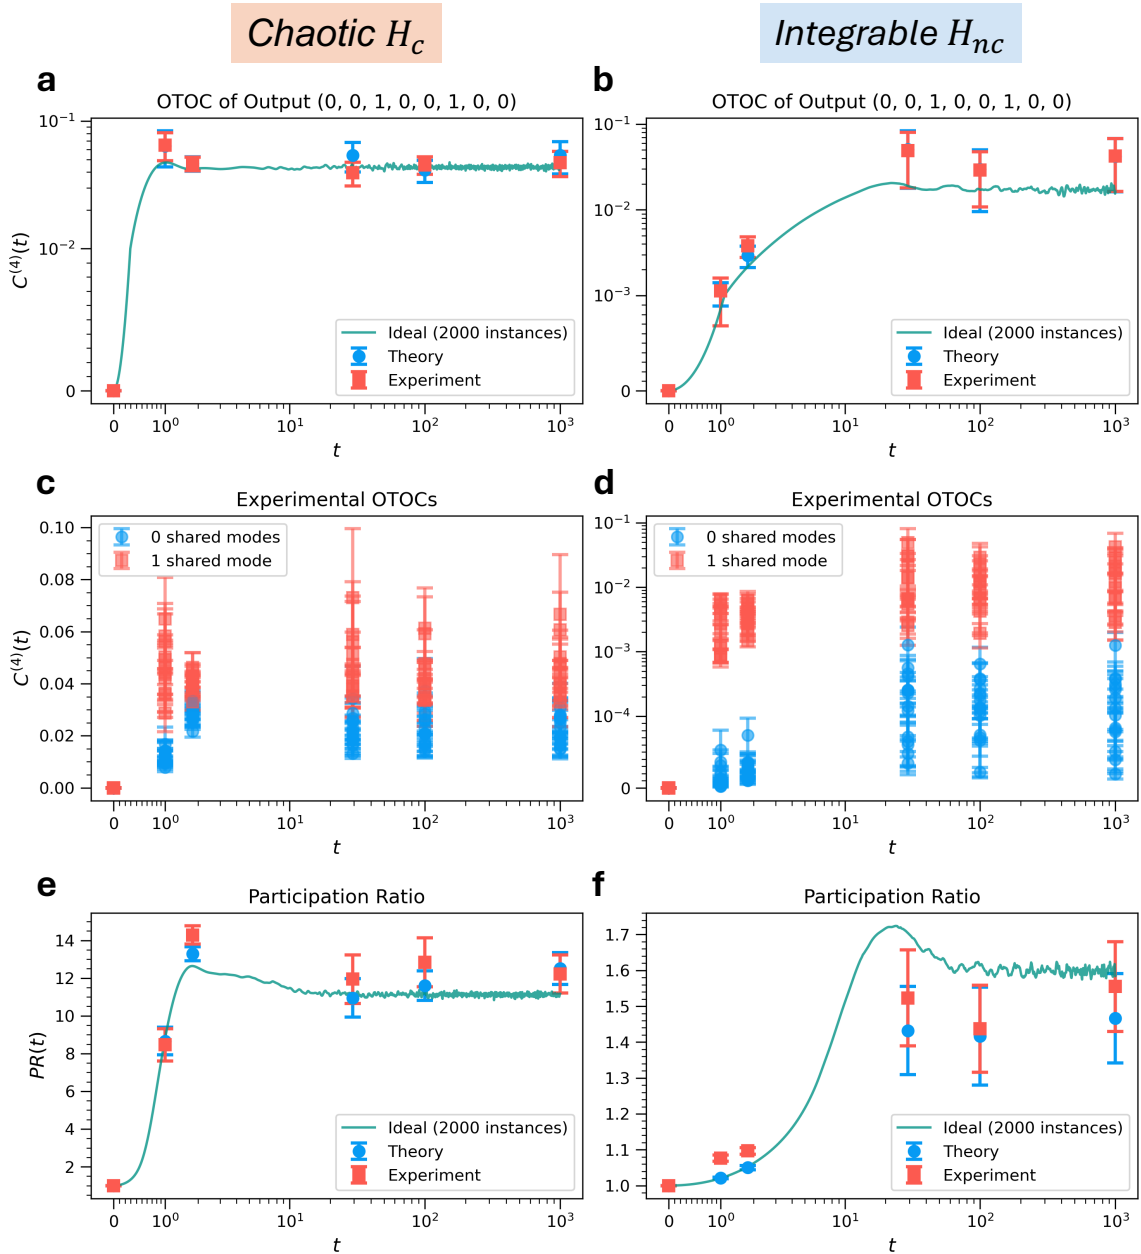 Chaotic H_c
Integrable H_nc
a
OTOC of Output (0, 0, 1, 0, 0, 1, 0, 0)
C^(4)(t)
10^-1
10^-2
0
0 10^0 10^1 10^2 10^3
t
Ideal (2000 instances)
Theory
Experiment
b
OTOC of Output (0, 0, 1, 0, 0, 1, 0, 0)
10^-1
10^-2
10^-3
0
0 10^0 10^1 10^2 10^3
t
Ideal (2000 instances)
Theory
Experiment
c
Experimental OTOCs
C^(4)(t)
0.10
0.08
0.06
0.04
0.02
0.00
0 10^0 10^1 10^2 10^3
t
0 shared modes
1 shared mode
d
Experimental OTOCs
10^-1
10^-2
10^-3
10^-4
0
0 10^0 10^1 10^2 10^3
t
0 shared modes
1 shared mode
e
Participation Ratio
PR(t)
14
12
10
8
6
4
2
0 10^0 10^1 10^2 10^3
t
Ideal (2000 instances)
Theory
Experiment
f
Participation Ratio
1.7
1.6
1.5
1.4
1.3
1.2
1.1
1.0
0 10^0 10^1 10^2 10^3
t
Ideal (2000 instances)
Theory
Experiment